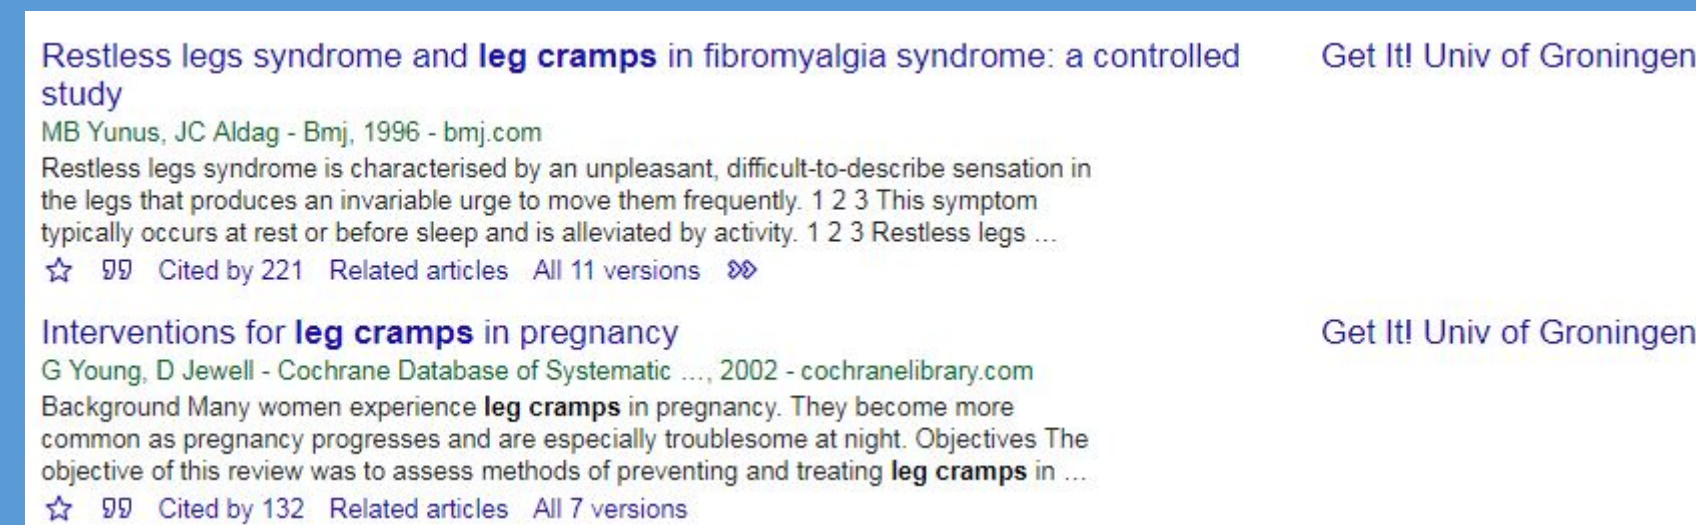 Restless legs syndrome and leg cramps in fibromyalgia syndrome: a controlled study
Get It! Univ of Groningen
MB Yunus, JC Aldag - Bmj, 1996 - bmj.com
Restless legs syndrome is characterised by an unpleasant, difficult-to-describe sensation in
the legs that produces an invariable urge to move them frequently. 1 2 3 This symptom
typically occurs at rest or before sleep and is alleviated by activity. 1 2 3 Restless legs ...
Cited by 221 Related articles All 11 versions
Interventions for leg cramps in pregnancy
Get It! Univ of Groningen
G Young, D Jewell - Cochrane Database of Systematic ..., 2002 - cochranelibrary.com
Background Many women experience leg cramps in pregnancy. They become more
common as pregnancy progresses and are especially troublesome at night. Objectives The
objective of this review was to assess methods of preventing and treating leg cramps in ...
Cited by 132 Related articles All 7 versions